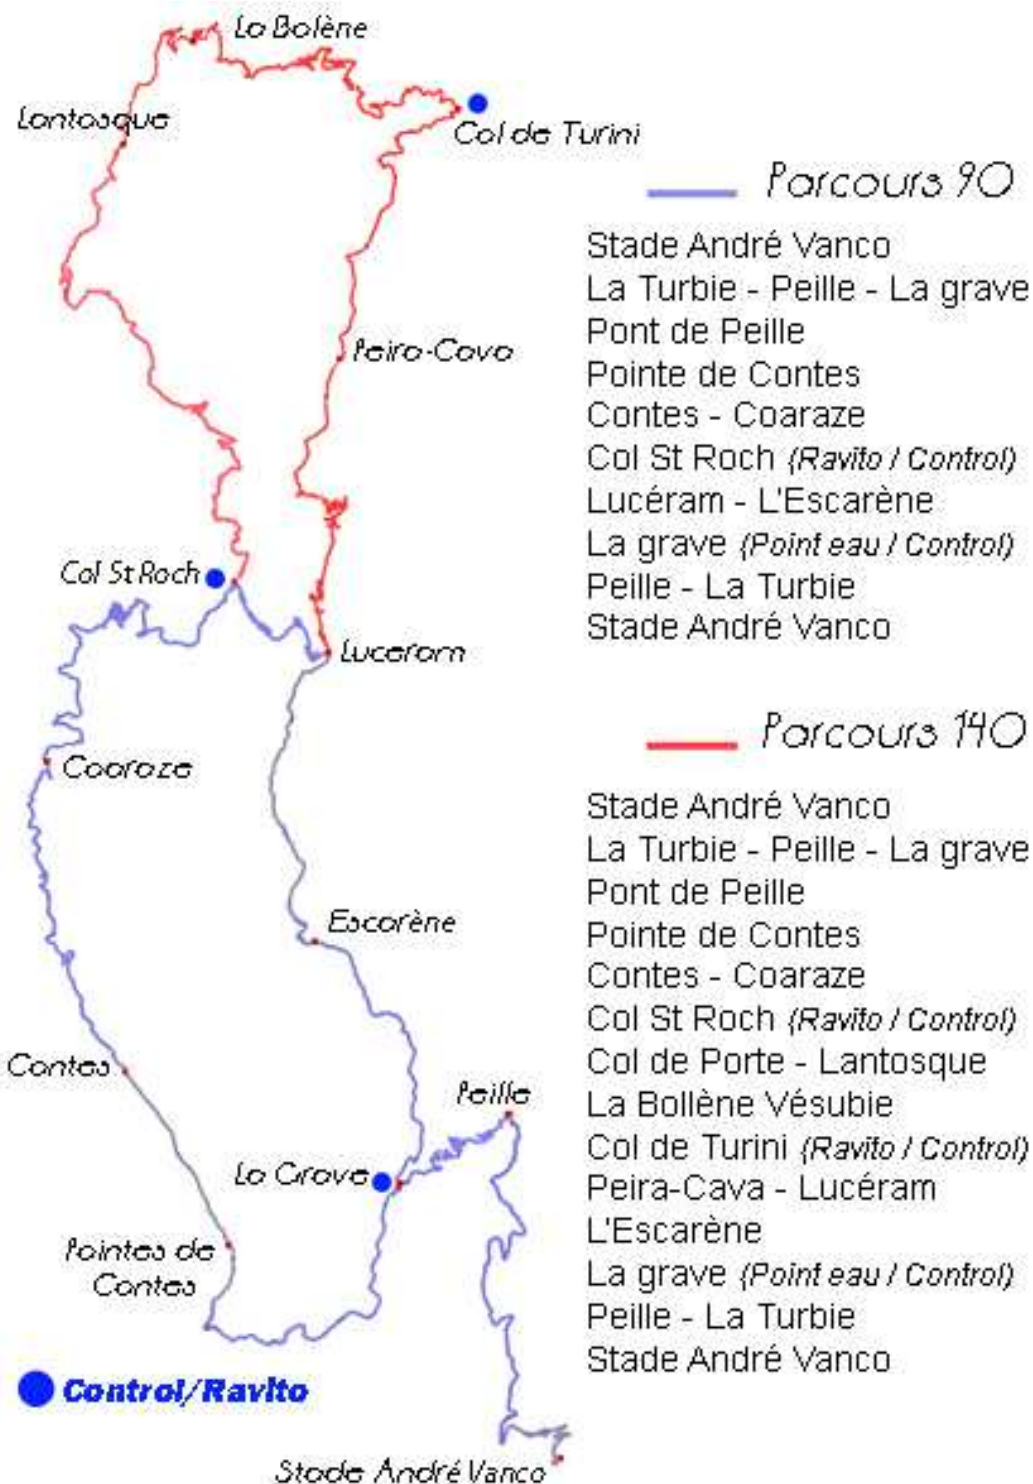 La Bolène
Lantosque
Col de Turini
Peira-Cava
Col St Roch
Luceram
Coaraze
Escarène
Contes
Peille
La Grave
Pointes de
Contes
Control/Ravito
Stade André Vanco
Parcours 90
Stade André Vanco
La Turbie - Peille - La grave
Pont de Peille
Pointe de Contes
Contes - Coaraze
Col St Roch (Ravito / Control)
Lucéram - L'Escarène
La grave (Point eau / Control)
Peille - La Turbie
Stade André Vanco
Parcours 140
Stade André Vanco
La Turbie - Peille - La grave
Pont de Peille
Pointe de Contes
Contes - Coaraze
Col St Roch (Ravito / Control)
Col de Porte - Lantosque
La Bollène Vésubie
Col de Turini (Ravito / Control)
Peira-Cava - Lucéram
L'Escarène
La grave (Point eau / Control)
Peille - La Turbie
Stade André Vanco